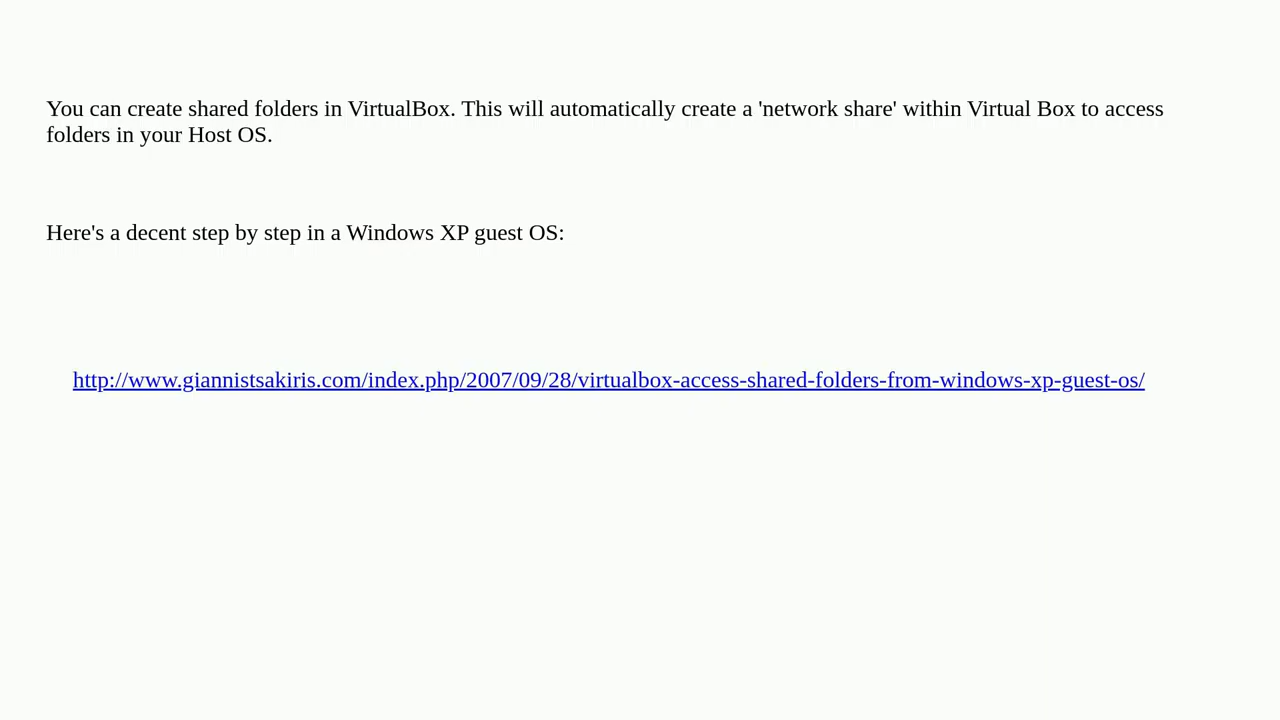 You can create shared folders in VirtualBox. This will automatically create a 'network share' within Virtual Box to access
folders in your Host OS.
Here's a decent step by step in a Windows XP guest OS:
http://www.giannistsakiris.com/index.php/2007/09/28/virtualbox-access-shared-folders-from-windows-xp-guest-os/